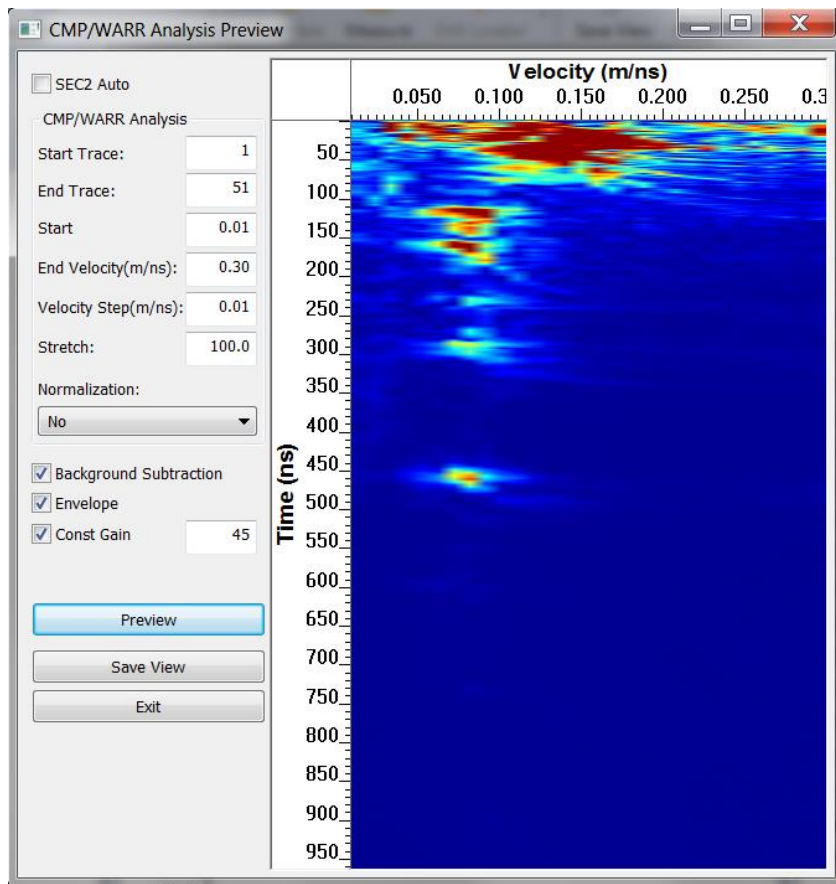 CMP/WARR Analysis Preview
SEC2 Auto
CMP/WARR Analysis
Start Trace: 1
End Trace: 51
Start 0.01
End Velocity(m/ns): 0.30
Velocity Step(m/ns): 0.01
Stretch: 100.0
Normalization:
No
Background Subtraction
Envelope
Const Gain 45
Preview
Save View
Exit
Velocity (m/ns)
0.050 0.100 0.150 0.200 0.250 0.3
Time (ns)
50
100
150
200
250
300
350
400
450
500
550
600
650
700
750
800
850
900
950